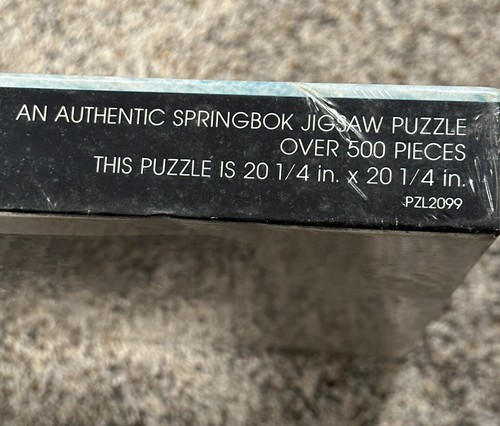 AN AUTHENTIC SPRINGBOK JIGSAW PUZZLE
OVER 500 PIECES
THIS PUZZLE IS 20 1/4 in. x 20 1/4 in.
PZL2099